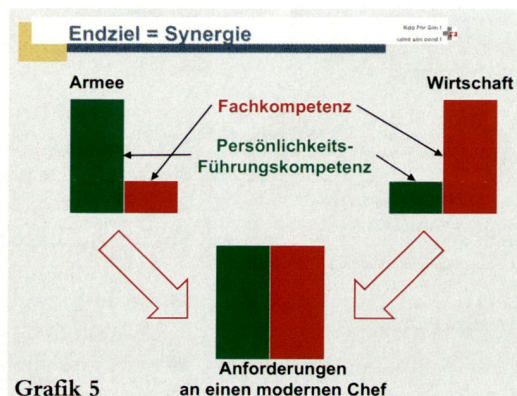 Endziel = Synergie
Armee
Wirtschaft
Fachkompetenz
Persönlichkeits-
Führungskompetenz
Anforderungen
an einen modernen Chef
Grafik 5